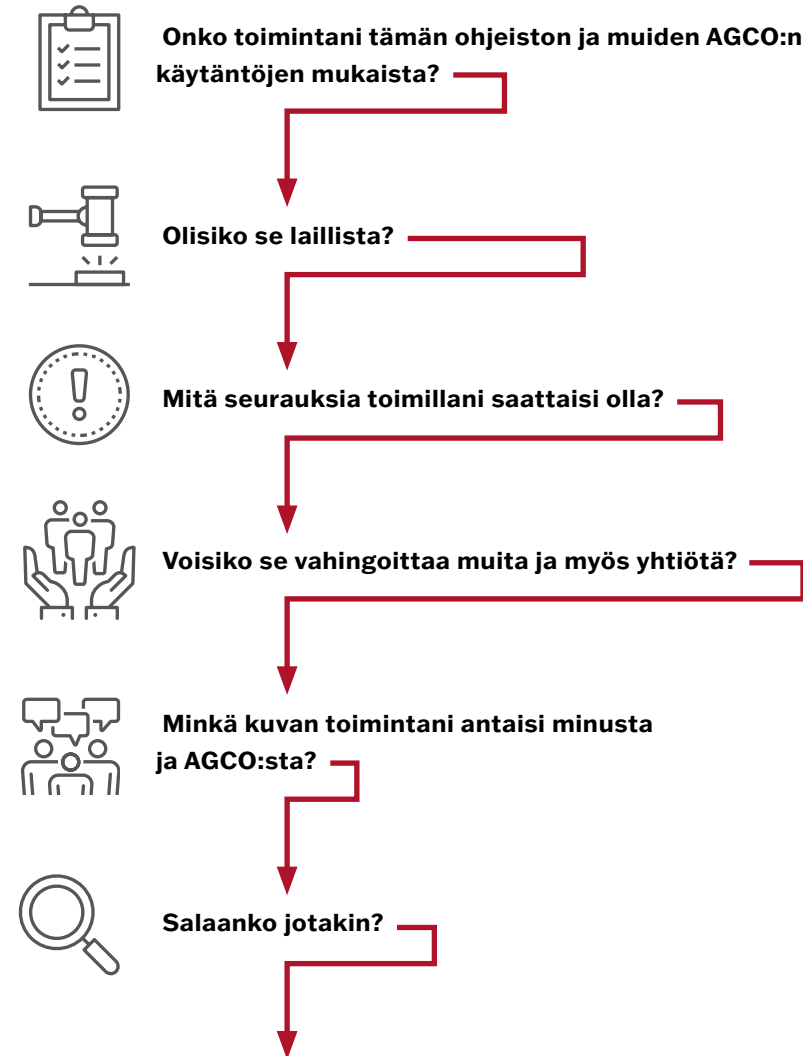 Onko toimintani tämän ohjeiston ja muiden AGCO:n
käytäntöjen mukaista?
Olisiko se laillista?
Mitä seurauksia toimillani saattaisi olla?
Voisiko se vahingoittaa muita ja myös yhtiötä?
Minkä kuvan toimintani antaisi minusta
ja AGCO:sta?
Salaanko jotakin?